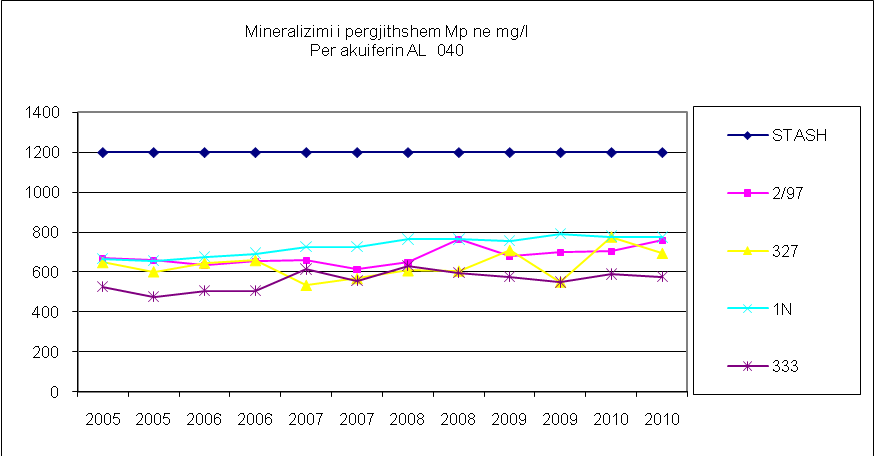 Mineralizimi i pergjithshem Mp ne mg/l
Per akuiferin AL 040
1400
1200
1000
800
600
400
200
0
2005 2005 2006 2006 2007 2007 2008 2008 2009 2009 2010 2010
STASH
2/97
327
1N
333